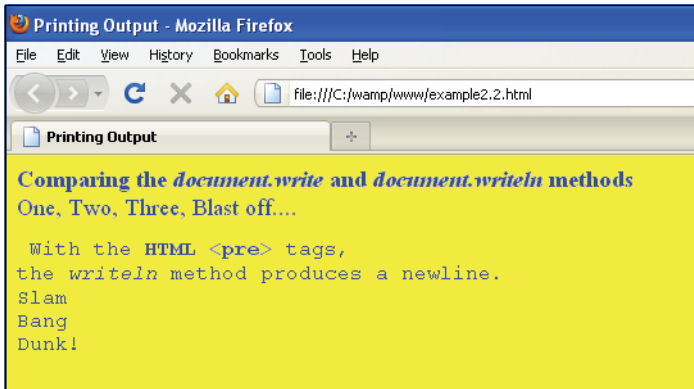 Printing Output - Mozilla Firefox
File Edit View History Bookmarks Tools Help
file:///C:/wamp/www/example2.2.html
Printing Output
Comparing the document.write and document.writeln methods
One, Two, Three, Blast off....
With the HTML <pre> tags,
the writeln method produces a newline.
Slam
Bang
Dunk!